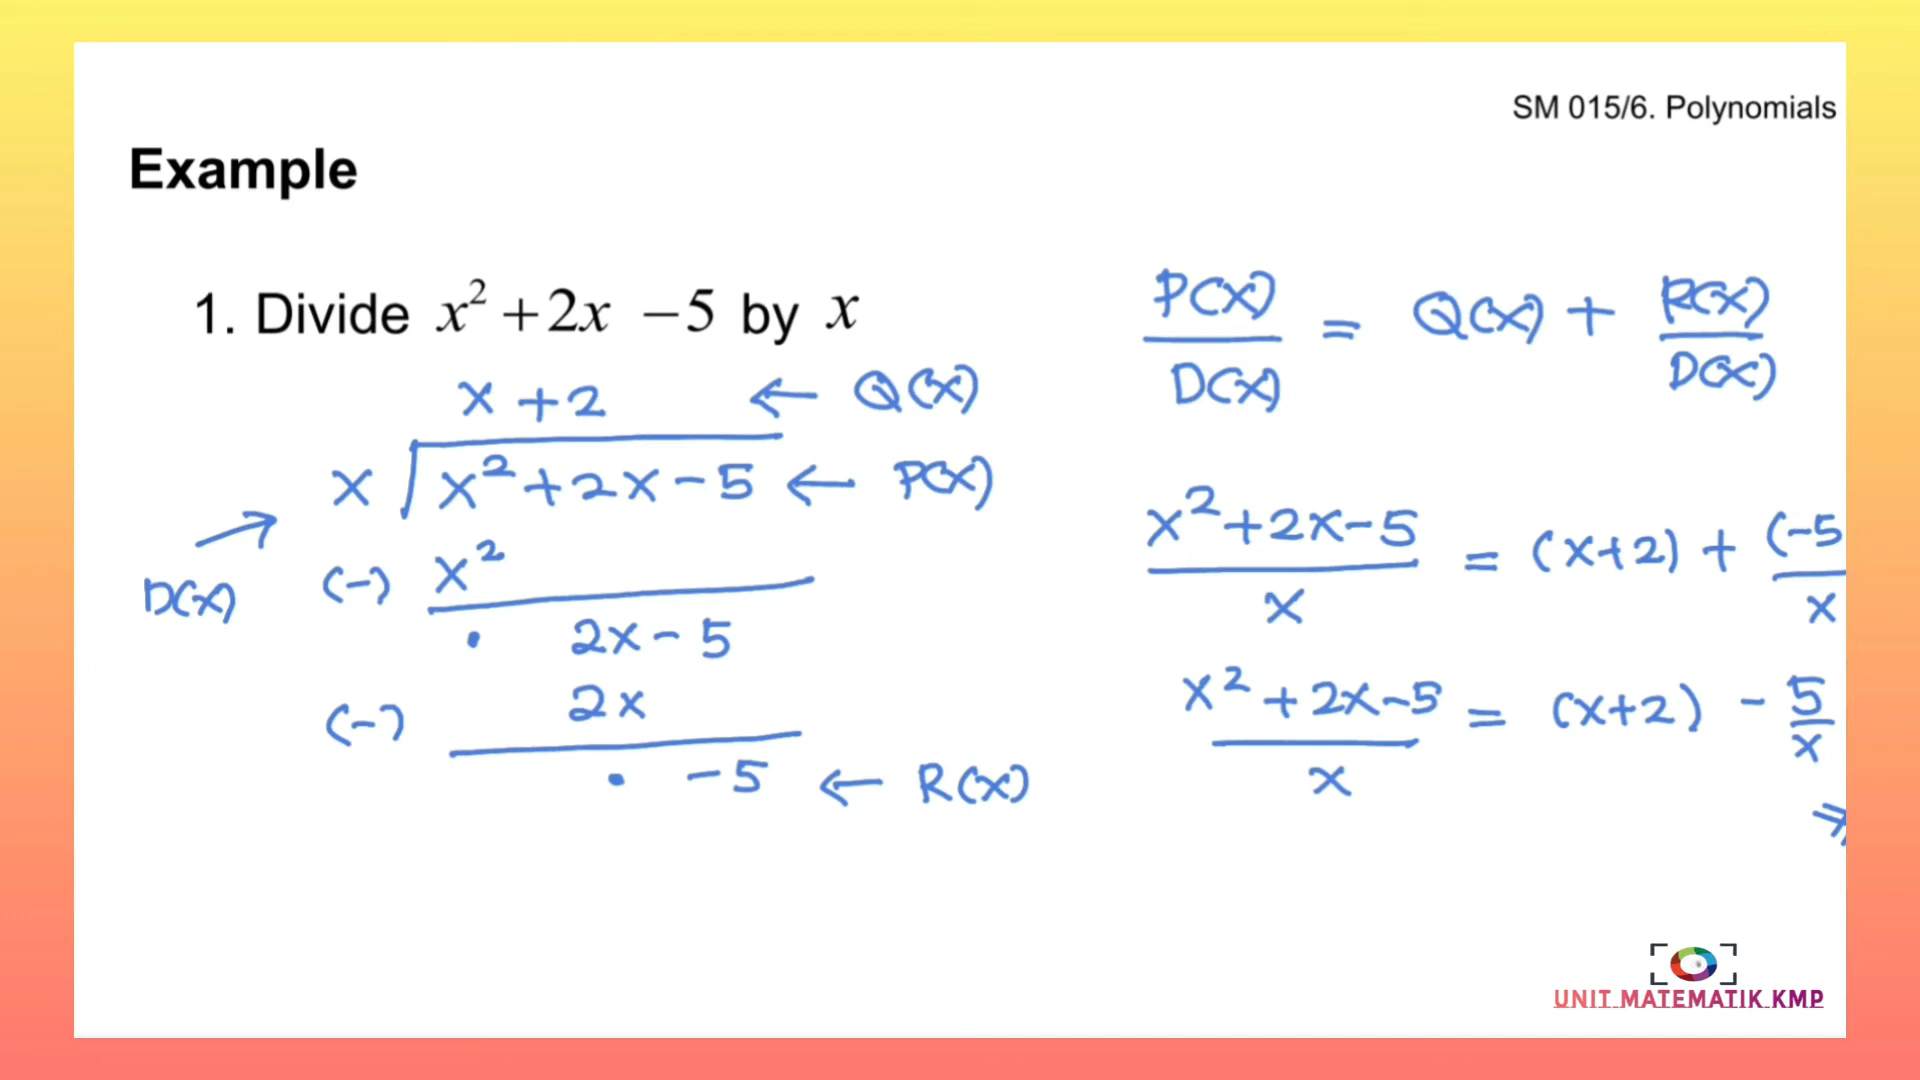 SM 015/6. Polynomials
Example
1. Divide x² + 2x − 5 by x
x + 2 ← Q(x)
x √ x² + 2x − 5 ← P(x)
D(x)
(−) x²
2x − 5
(−) 2x
−5 ← R(x)
P(x)/D(x) = Q(x) + R(x)/D(x)
x² + 2x − 5 / x = (x+2) + (−5 / x
x² + 2x − 5 / x = (x+2) − 5/x
UNIT MATEMATIK KMP